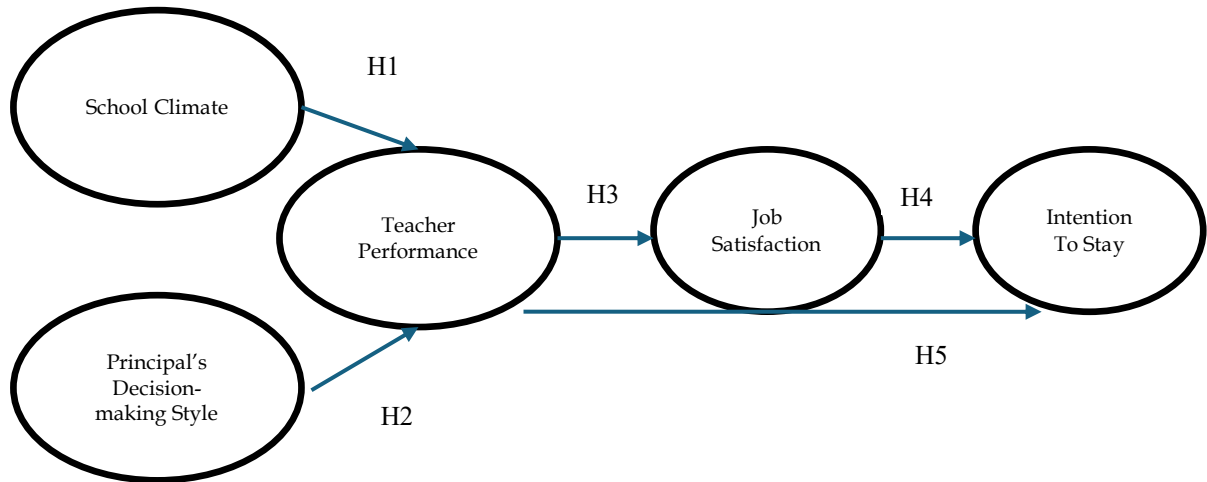 H1
School Climate
H3
H4
Teacher
Performance
Job
Satisfaction
Intention
To Stay
H5
Principal’s
Decision-
making Style
H2